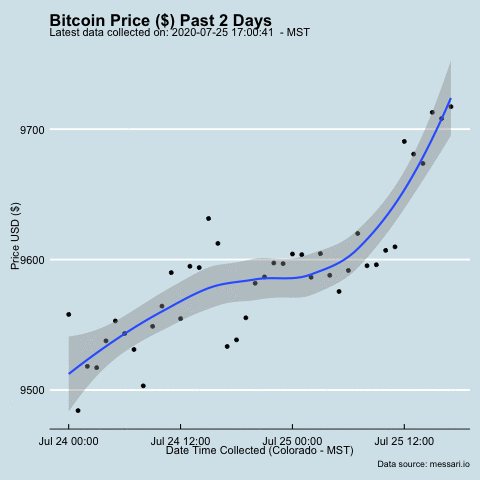 Bitcoin Price ($) Past 2 Days
Latest data collected on: 2020-07-25 17:00:41  - MST
9700
9600
9500
Price USD ($)
Jul 24 00:00 Jul 24 12:00 Jul 25 00:00 Jul 25 12:00
Date Time Collected (Colorado - MST)
Data source: messari.io